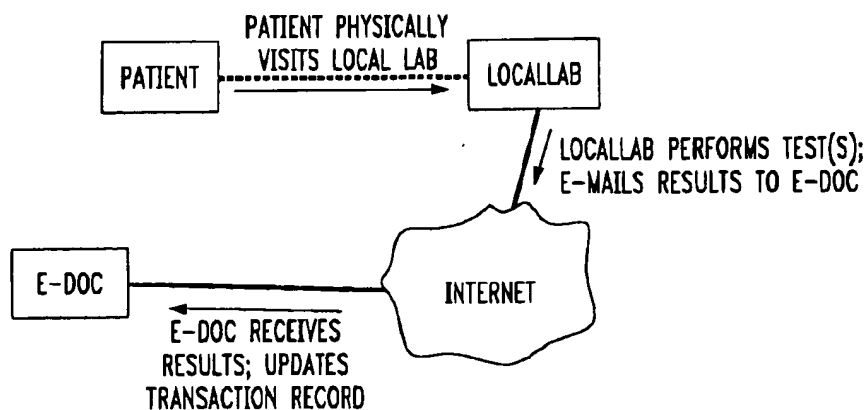 PATIENT PHYSICALLY
VISITS LOCAL LAB
PATIENT
LOCALLAB
LOCALLAB PERFORMS TEST(S);
E-MAILS RESULTS TO E-DOC
INTERNET
E-DOC
E-DOC RECEIVES
RESULTS; UPDATES
TRANSACTION RECORD